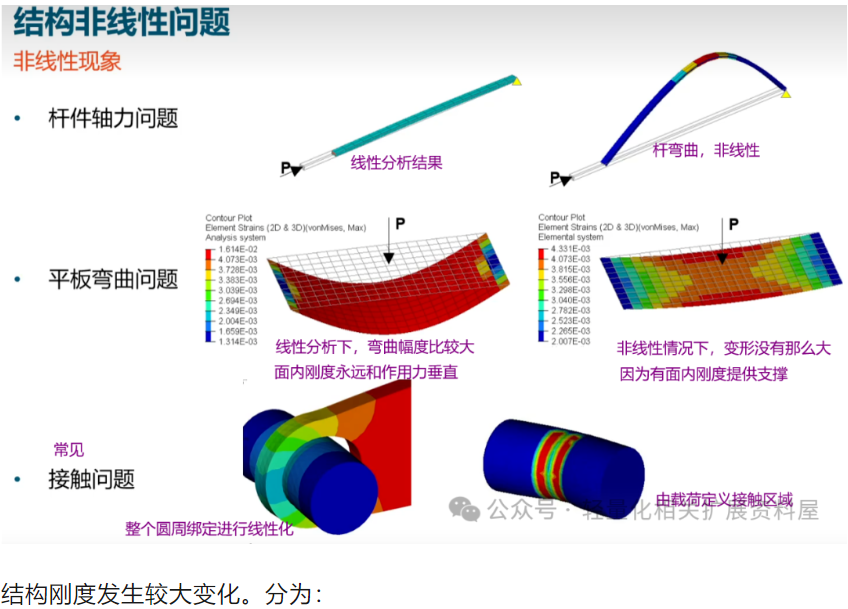 结构非线性问题
非线性现象
• 杆件轴力问题
P
线性分析结果
P
杆弯曲，非线性
• 平板弯曲问题
Contour Plot
Element Strains (2D & 3D)(vonMises, Max)
Analysis system
1.614E-02
4.073E-03
3.728E-03
3.383E-03
3.039E-03
2.694E-03
2.349E-03
2.004E-03
1.659E-03
1.314E-03
P
线性分析下，弯曲幅度比较大
面内刚度永远和作用力垂直
Contour Plot
Element Strains (2D & 3D)(vonMises, Max)
Elemental system
4.331E-03
4.073E-03
3.815E-03
3.556E-03
3.298E-03
3.040E-03
2.782E-03
2.523E-03
2.265E-03
2.007E-03
P
非线性情况下，变形没有那么大
因为有面内刚度提供支撑
常见
• 接触问题
整个圆周绑定进行线性化
由载荷定义接触区域
公众号·轻量化相关扩展资料屋
结构刚度发生较大变化。分为：